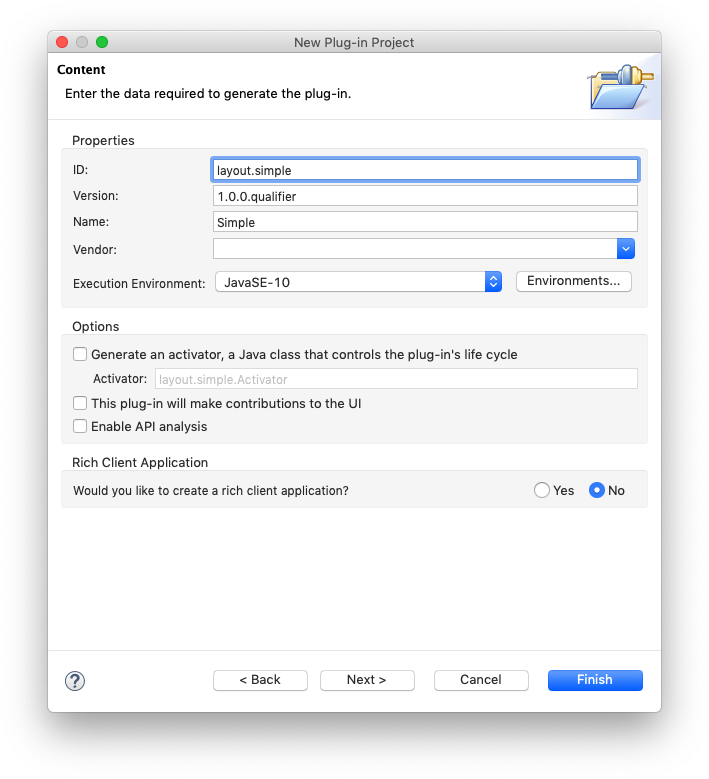 New Plug-in Project
Content
Enter the data required to generate the plug-in.
Properties
ID: layout.simple
Version: 1.0.0.qualifier
Name: Simple
Vendor:
Execution Environment: JavaSE-10 Environments...
Options
Generate an activator, a Java class that controls the plug-in's life cycle
Activator: layout.simple.Activator
This plug-in will make contributions to the UI
Enable API analysis
Rich Client Application
Would you like to create a rich client application? Yes No
? < Back Next > Cancel Finish